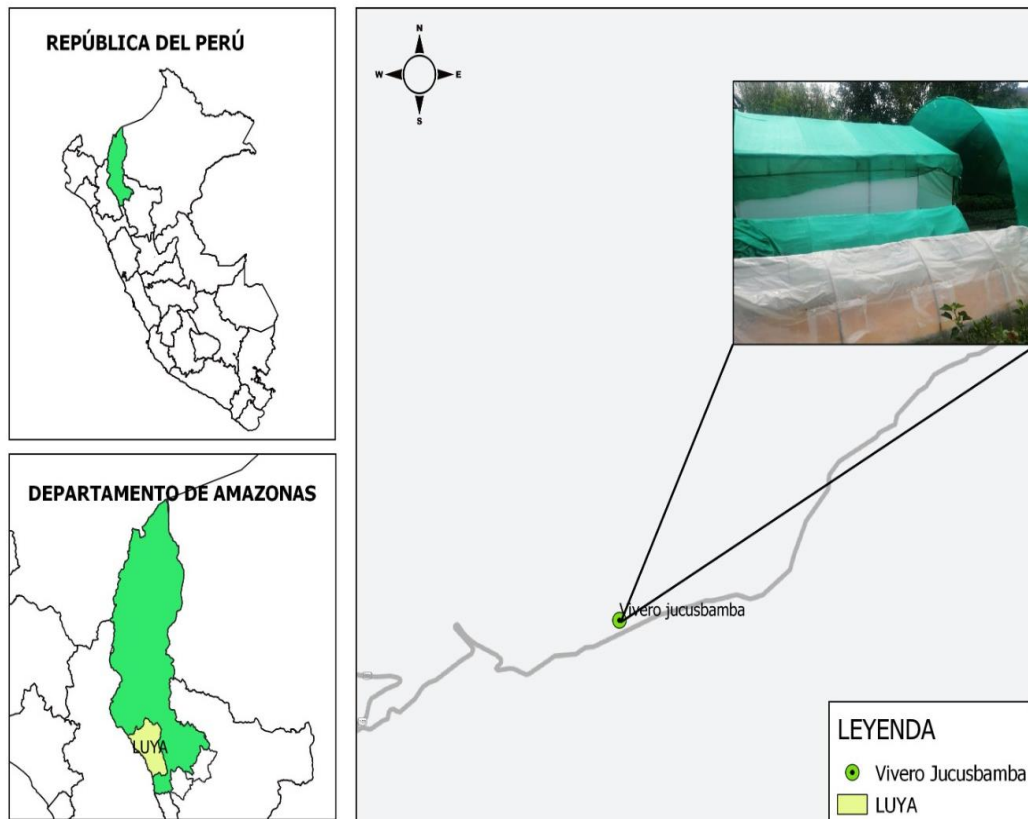 REPÚBLICA DEL PERÚ
DEPARTAMENTO DE AMAZONAS
LUYA
N
W
E
S
Vivero jucusbamba
LEYENDA
Vivero Jucusbamba
LUYA